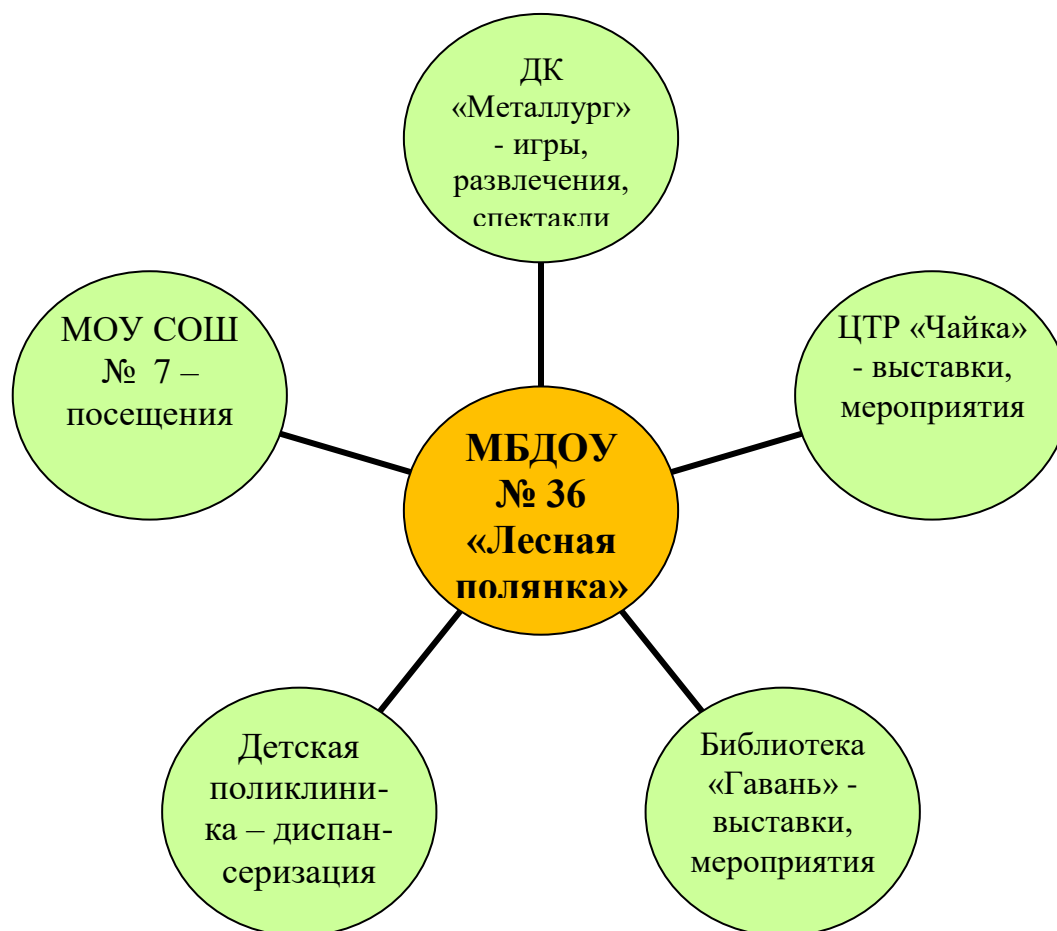 ДК
«Металлург»
- игры,
развлечения,
спектакли
МОУ СОШ
№ 7 –
посещения
ЦТР «Чайка»
- выставки,
мероприятия
МБДОУ
№ 36
«Лесная
полянка»
Детская
поликлини-
ка – диспан-
серизация
Библиотека
«Гавань» -
выставки,
мероприятия